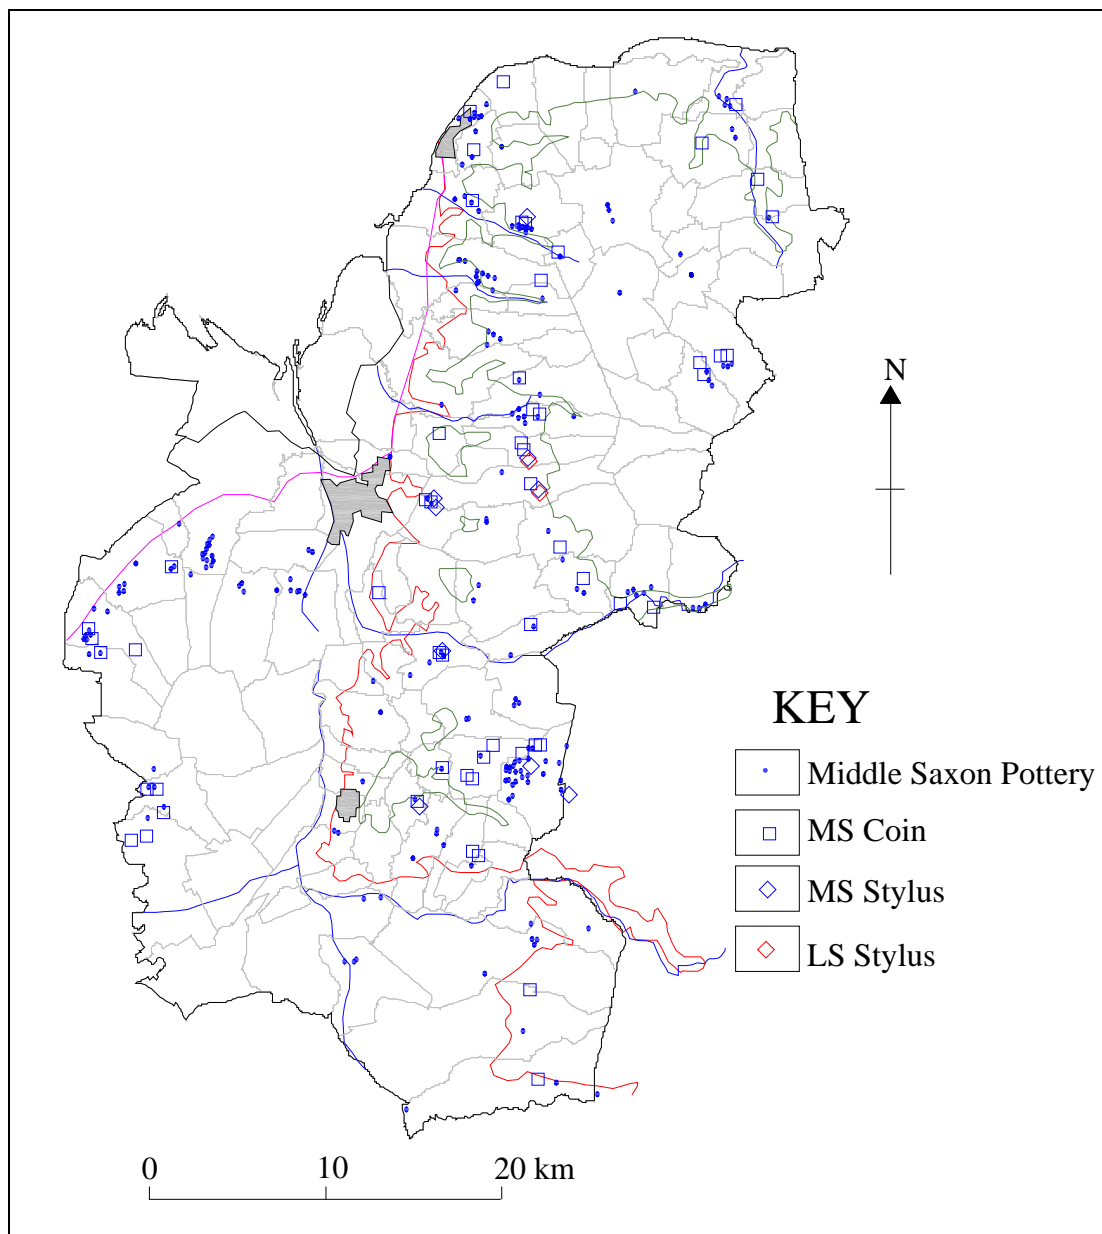 N
KEY
Middle Saxon Pottery
MS Coin
MS Stylus
LS Stylus
0 10 20 km